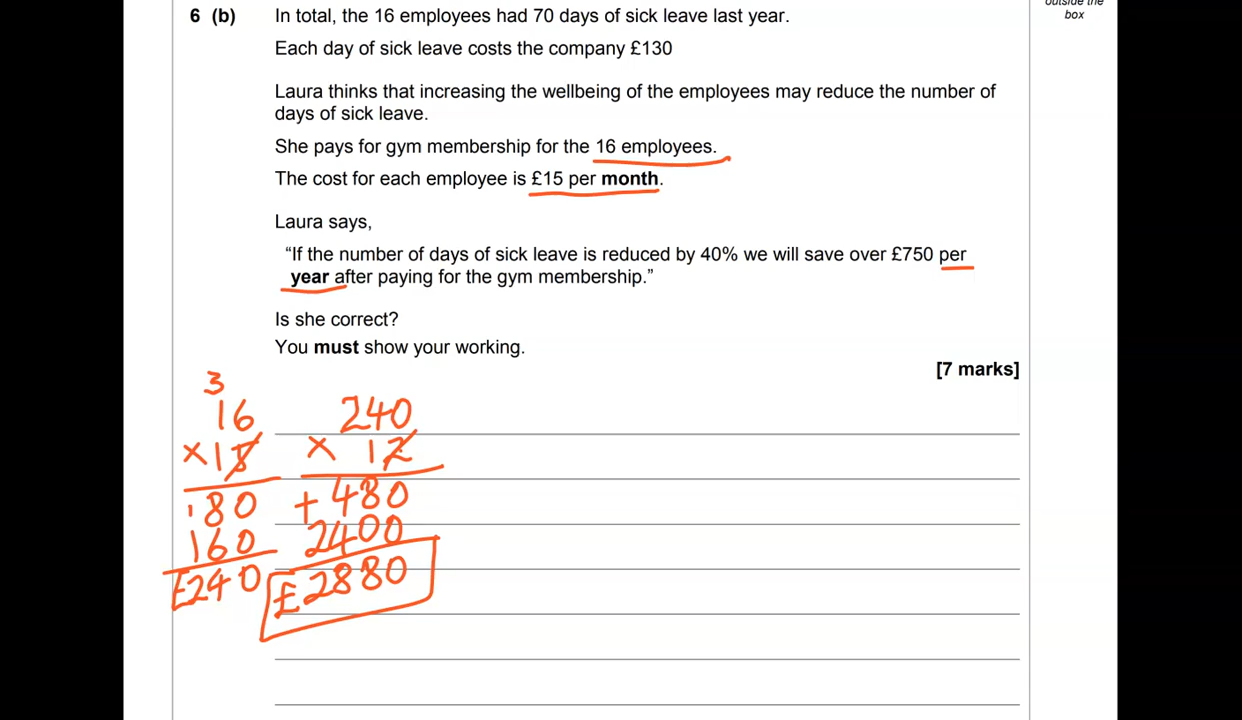 outside the
box
6 (b) In total, the 16 employees had 70 days of sick leave last year.
Each day of sick leave costs the company £130
Laura thinks that increasing the wellbeing of the employees may reduce the number of
days of sick leave.
She pays for gym membership for the 16 employees.
The cost for each employee is £15 per month.
Laura says,
“If the number of days of sick leave is reduced by 40% we will save over £750 per
year after paying for the gym membership.”
Is she correct?
You must show your working.
[7 marks]
3
16
×15
180
160
£240
240
× 12
+480
2400
£2880